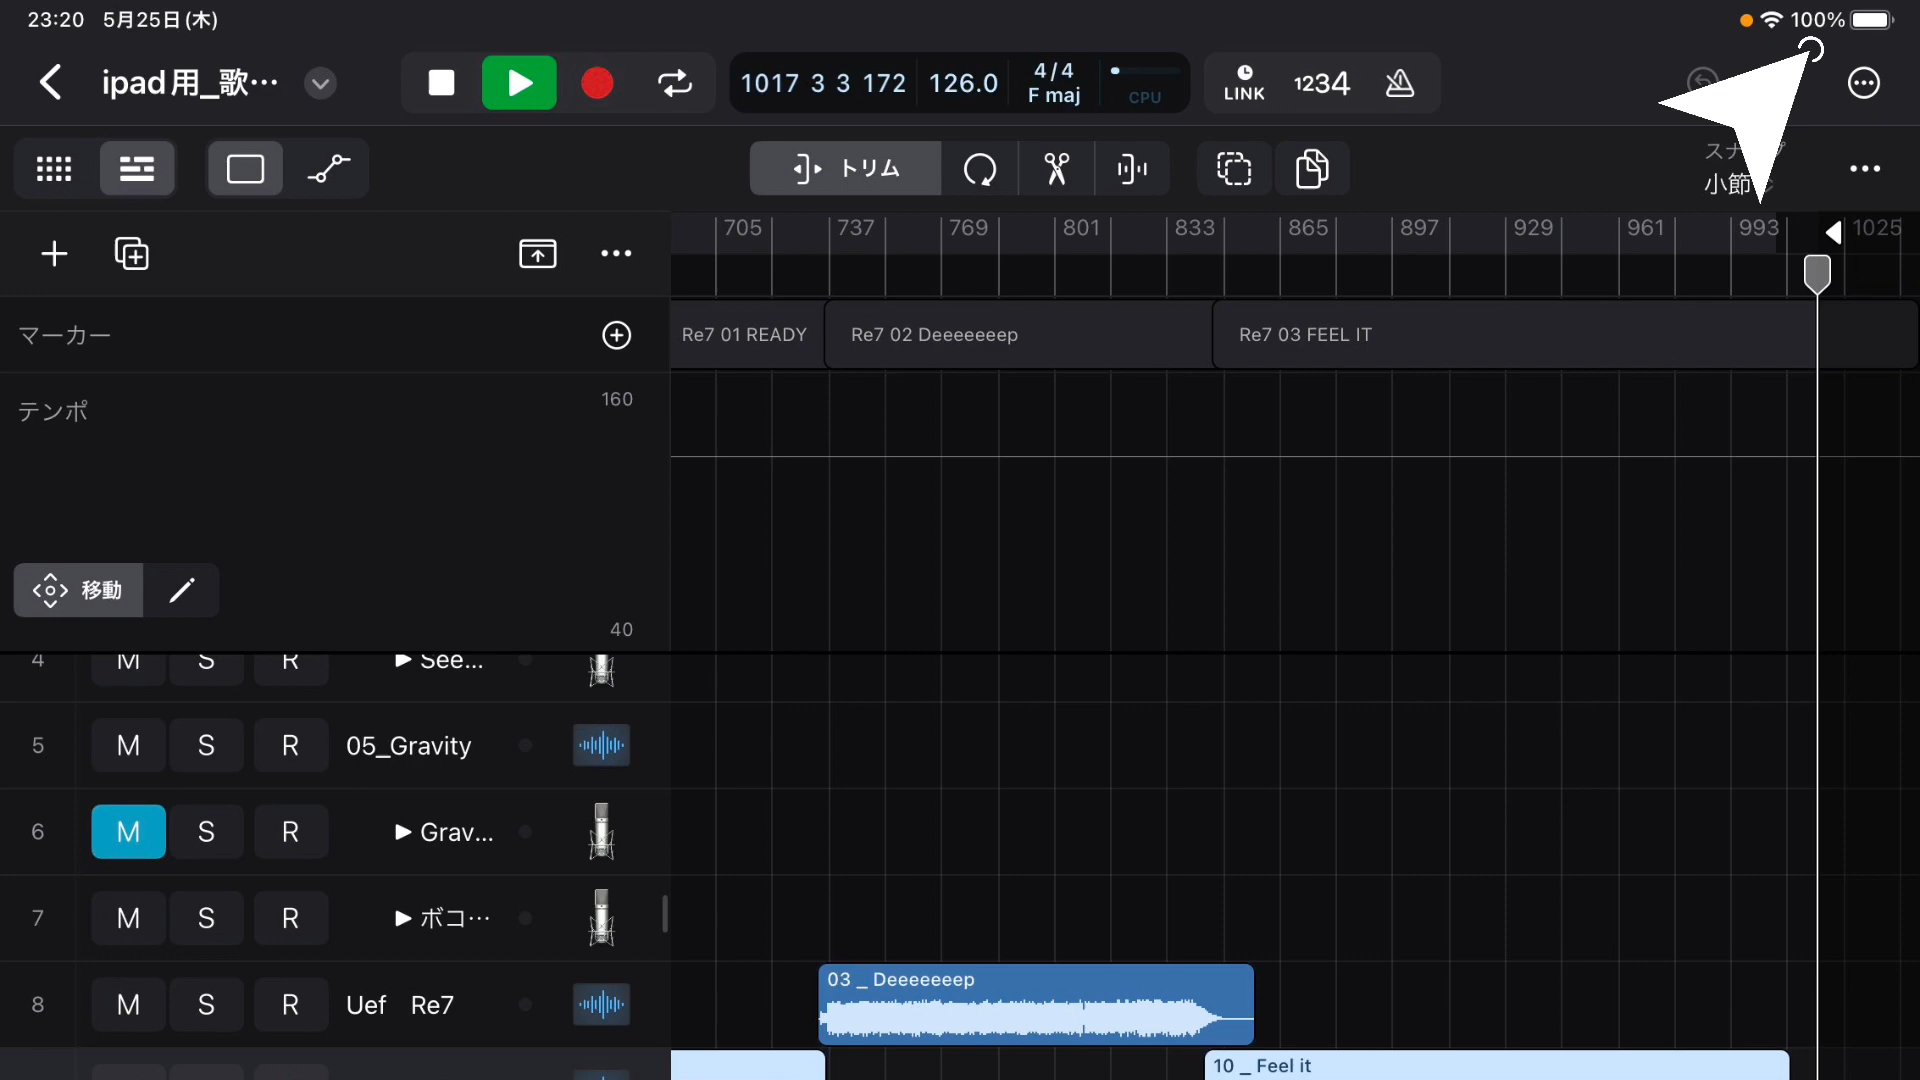 23:20 5月25日(木)
100%
ipad用_歌…
1017 3 3 172
126.0
4/4
F maj
CPU
LINK
1234
トリム
小節
705 737 769 801 833 865 897 929 961 993 1025
マーカー
Re7 01 READY
Re7 02 Deeeeeeep
Re7 03 FEEL IT
テンポ
160
移動
40
4 M S R See...
5 M S R 05_Gravity
6 M S R Grav...
7 M S R ボコ…
8 M S R Uef Re7
03 _ Deeeeeeep
10 _ Feel it